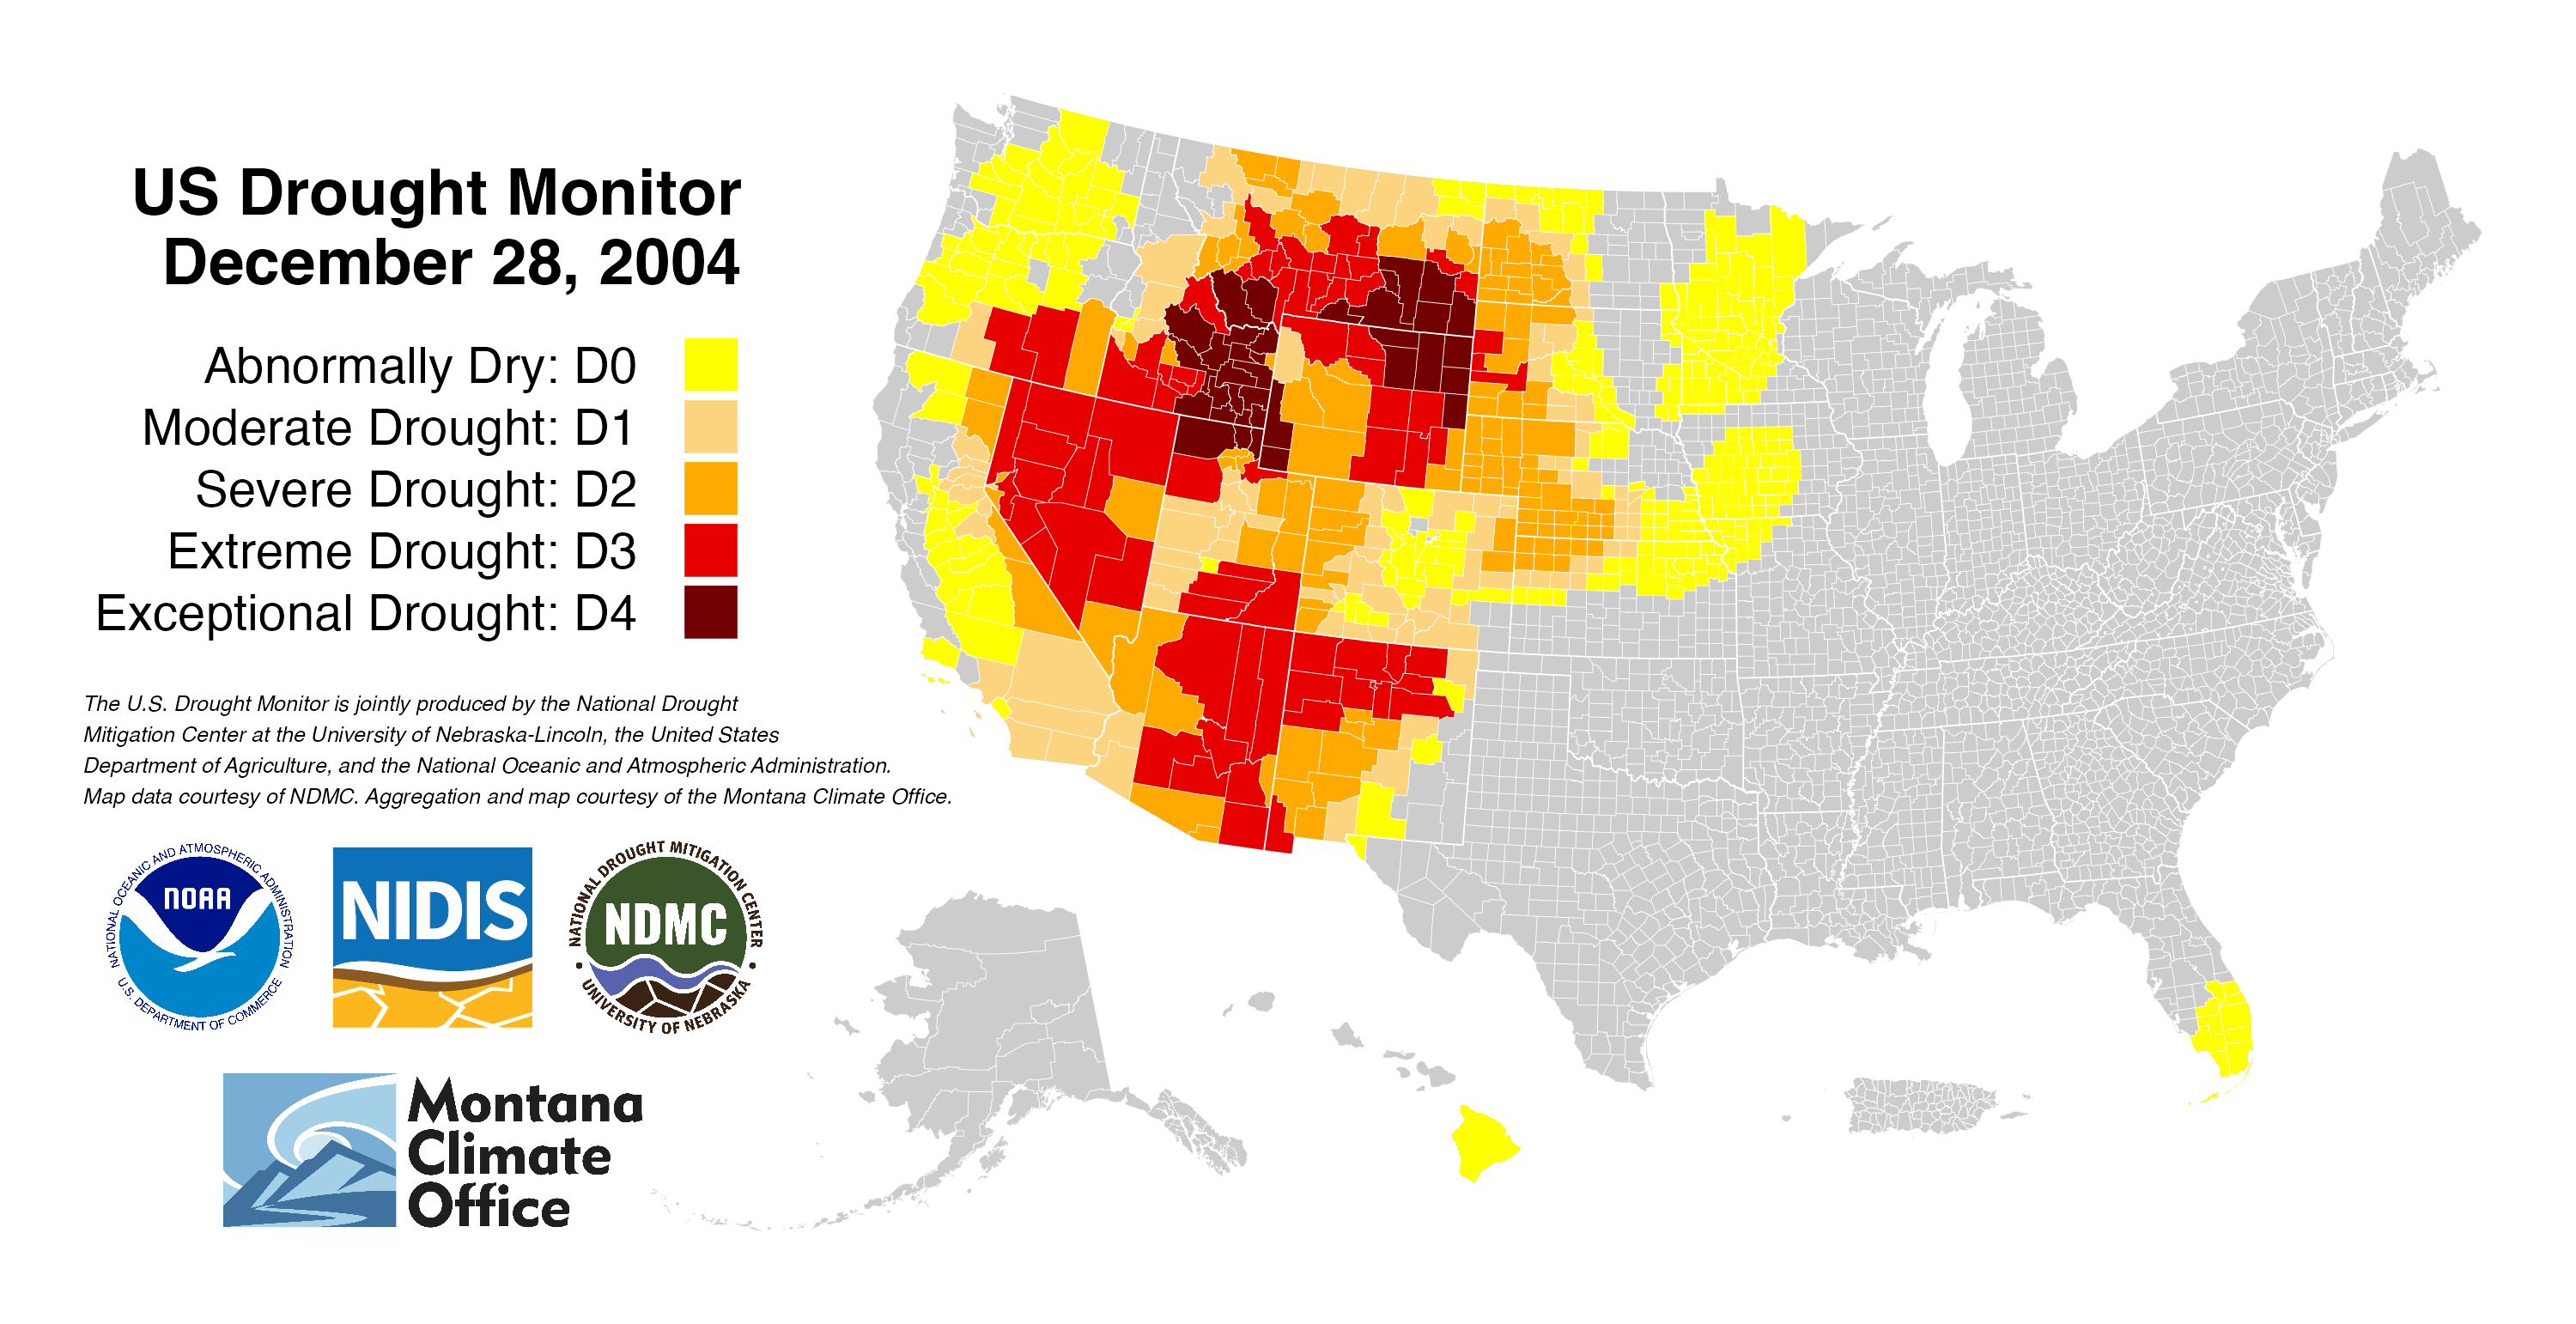 US Drought Monitor
December 28, 2004
Abnormally Dry: D0
Moderate Drought: D1
Severe Drought: D2
Extreme Drought: D3
Exceptional Drought: D4
The U.S. Drought Monitor is jointly produced by the National Drought
Mitigation Center at the University of Nebraska-Lincoln, the United States
Department of Agriculture, and the National Oceanic and Atmospheric Administration.
Map data courtesy of NDMC. Aggregation and map courtesy of the Montana Climate Office.
NATIONAL OCEANIC AND ATMOSPHERIC ADMINISTRATION
NOAA
U.S. DEPARTMENT OF COMMERCE
NIDIS
NATIONAL DROUGHT MITIGATION CENTER
NDMC
UNIVERSITY OF NEBRASKA
Montana
Climate
Office